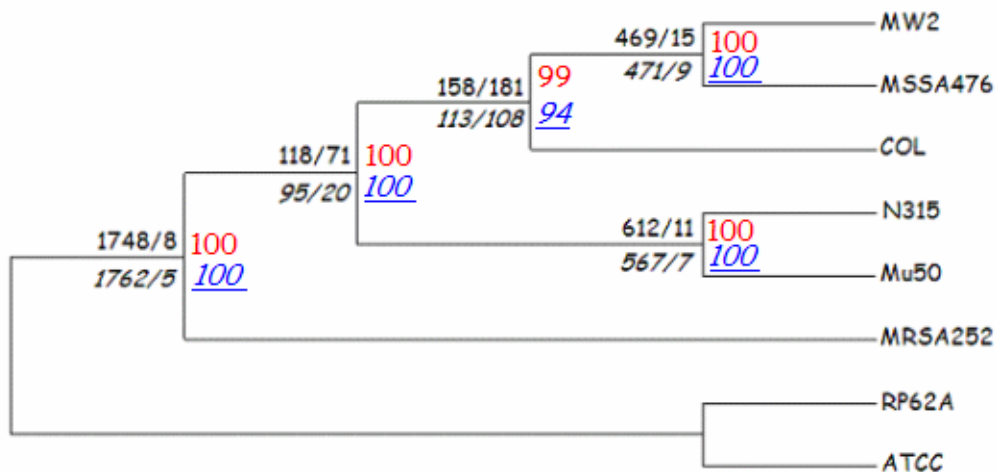 MW2
469/15 100
471/9 100
MSSA476
158/181 99
113/108 94
COL
118/71 100
95/20 100
N315
612/11 100
567/7 100
Mu50
1748/8 100
1762/5 100
MRSA252
RP62A
ATCC